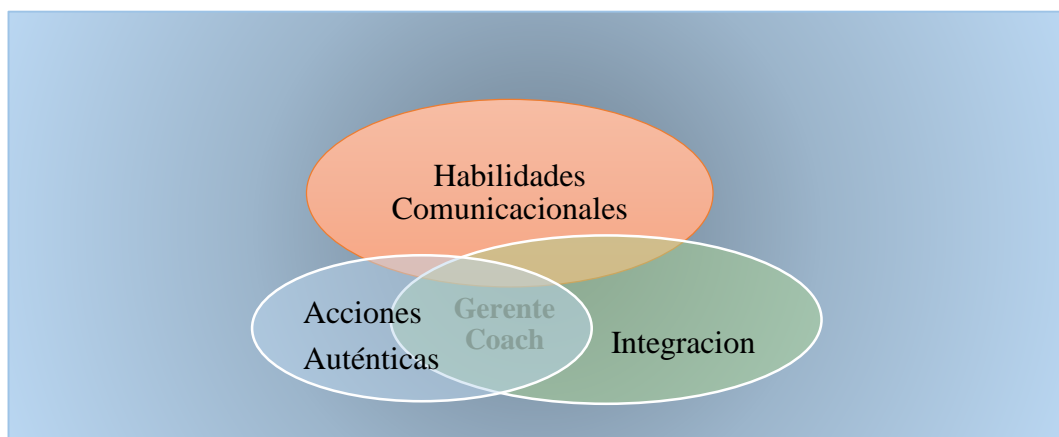 Habilidades
Comunicacionales
Acciones
Auténticas
Gerente
Coach
Integracion